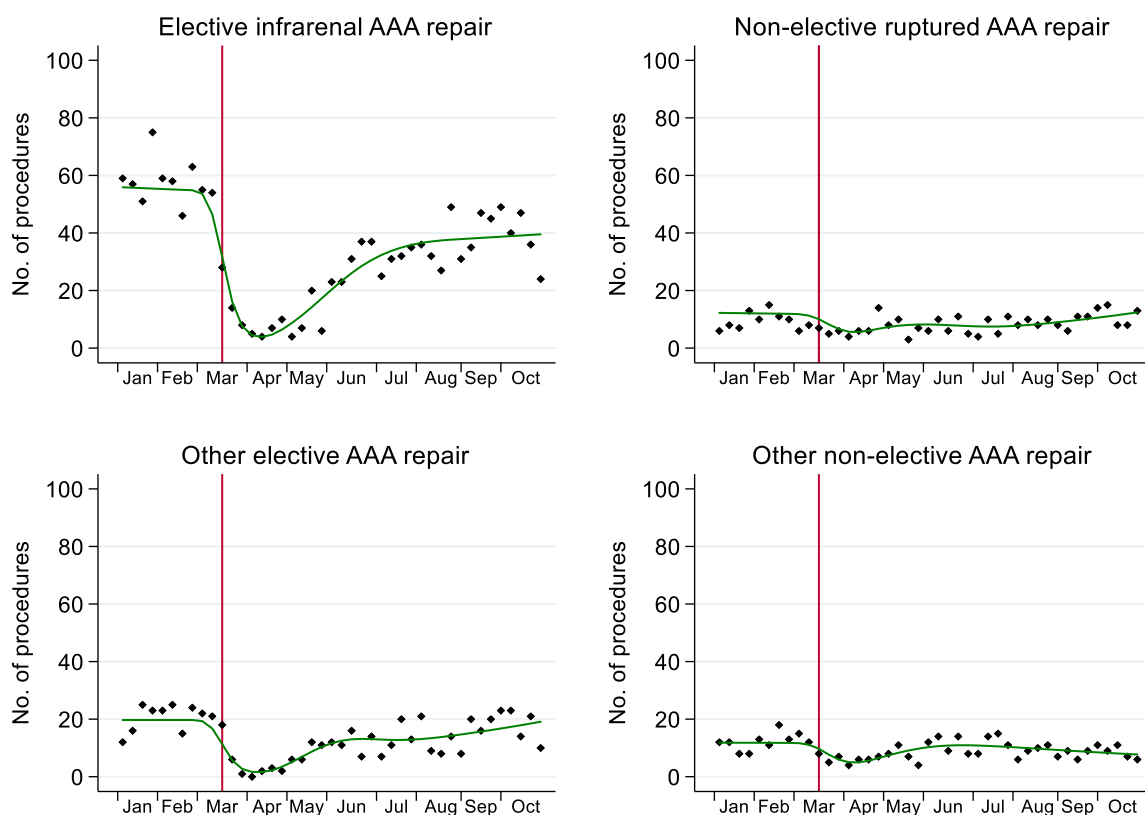 Elective infrarenal AAA repair
No. of procedures
100
80
60
40
20
0
Jan Feb Mar Apr May Jun Jul Aug Sep Oct
Non-elective ruptured AAA repair
No. of procedures
100
80
60
40
20
0
Jan Feb Mar Apr May Jun Jul Aug Sep Oct
Other elective AAA repair
No. of procedures
100
80
60
40
20
0
Jan Feb Mar Apr May Jun Jul Aug Sep Oct
Other non-elective AAA repair
No. of procedures
100
80
60
40
20
0
Jan Feb Mar Apr May Jun Jul Aug Sep Oct